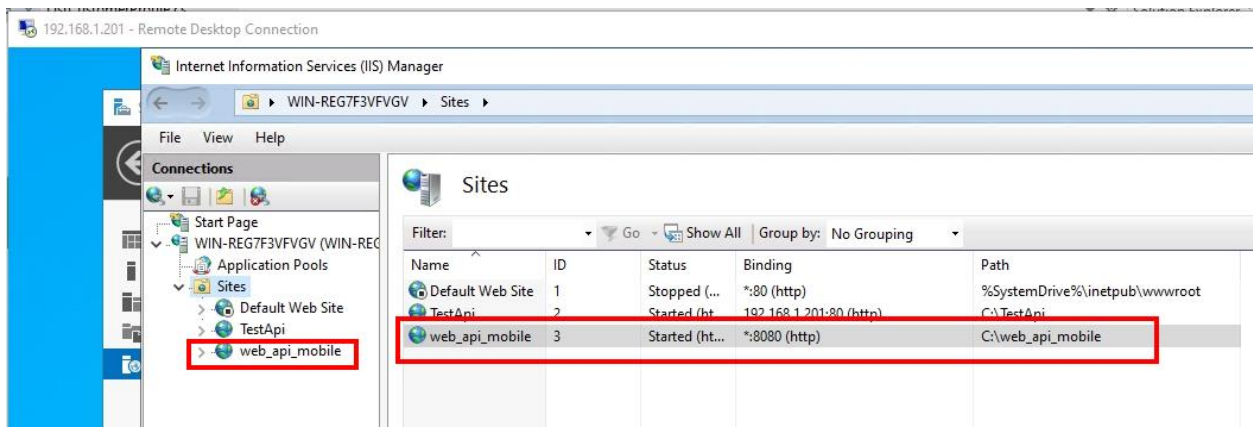 192.168.1.201 - Remote Desktop Connection
Internet Information Services (IIS) Manager
WIN-REG7F3VFVGV Sites
File View Help
Connections
Start Page
WIN-REG7F3VFVGV (WIN-REG
Application Pools
Sites
Default Web Site
TestApi
web_api_mobile
Sites
Filter: Go Show All Group by: No Grouping
Name ID Status Binding Path
Default Web Site 1 Stopped (... *:80 (http) %SystemDrive%\inetpub\wwwroot
TestApi 2 Started (ht... 192.168.1.201:80 (http) C:\TestApi
web_api_mobile 3 Started (ht... *:8080 (http) C:\web_api_mobile